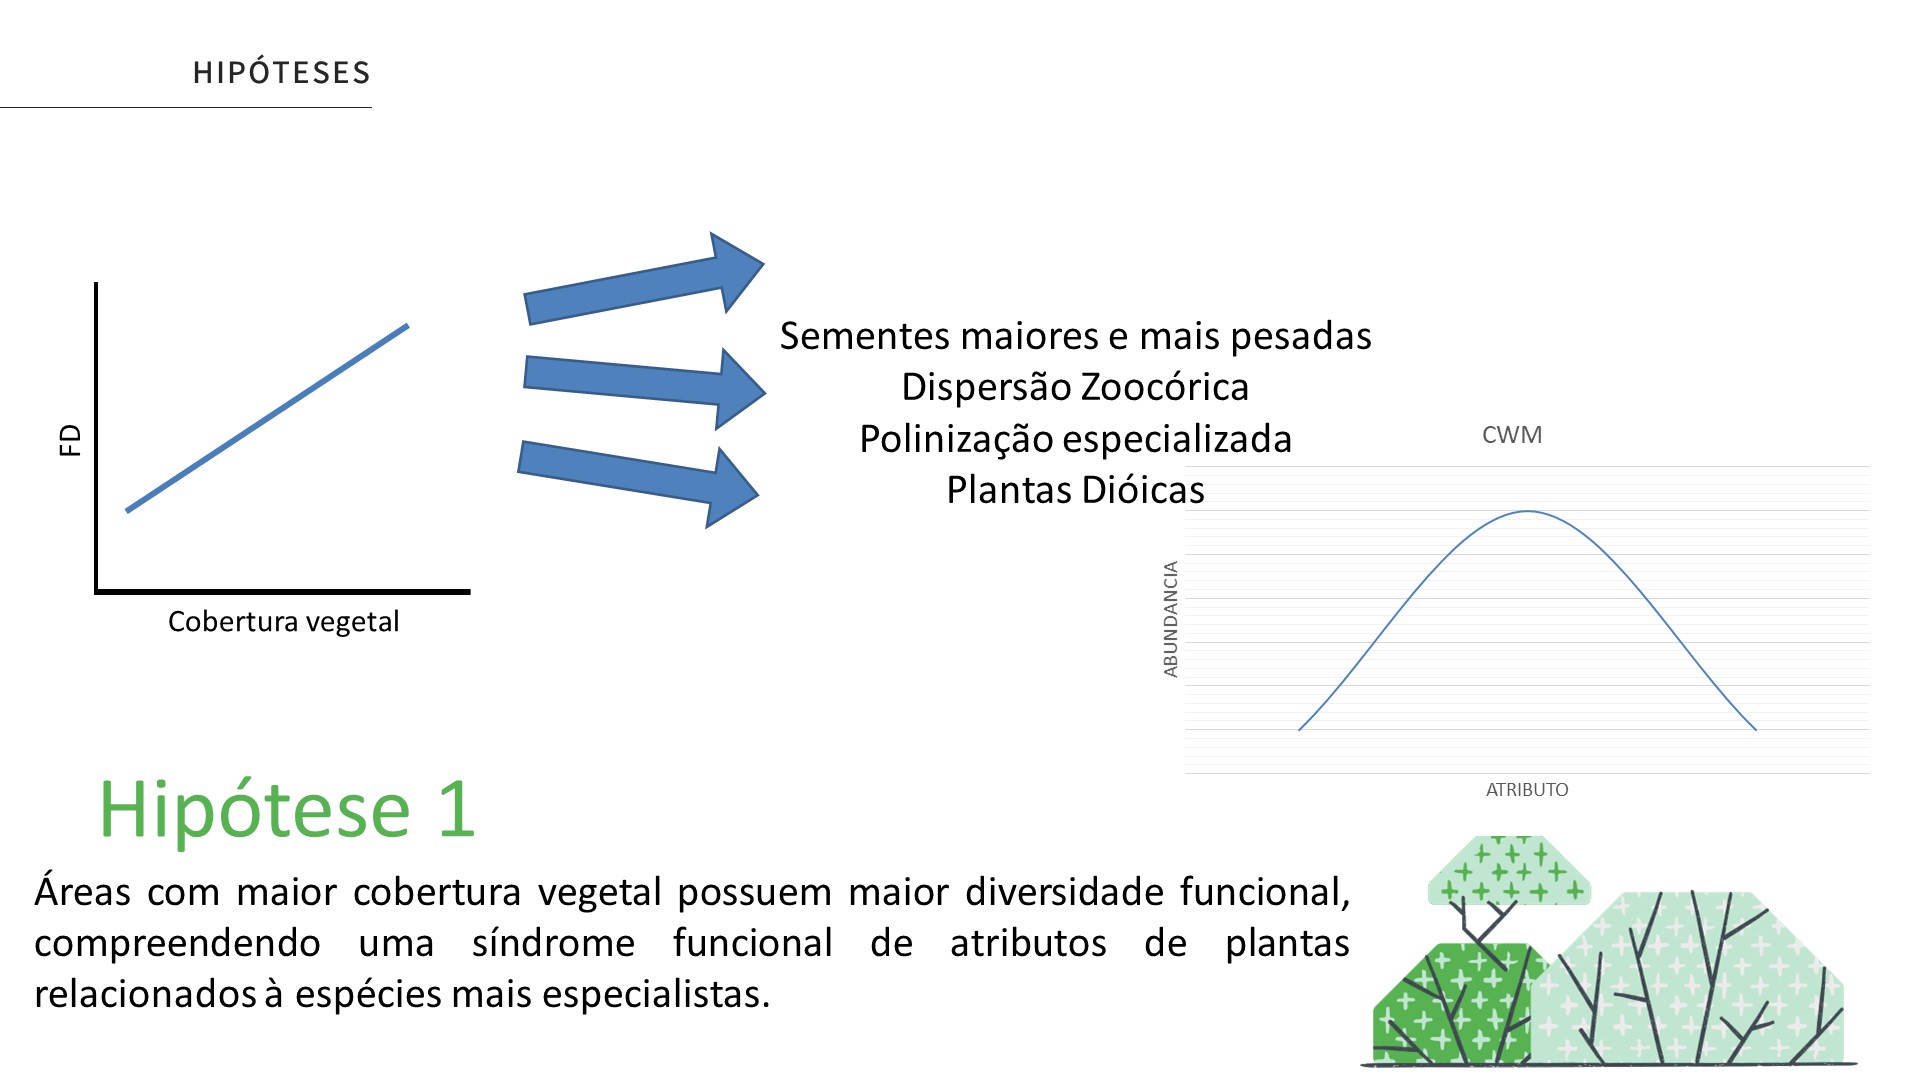 HIPÓTESES
FD
Cobertura vegetal
Sementes maiores e mais pesadas
Dispersão Zoocórica
Polinização especializada
Plantas Dióicas
CWM
ABUNDANCIA
ATRIBUTO
Hipótese 1
Áreas com maior cobertura vegetal possuem maior diversidade funcional,
compreendendo uma síndrome funcional de atributos de plantas
relacionados à espécies mais especialistas.